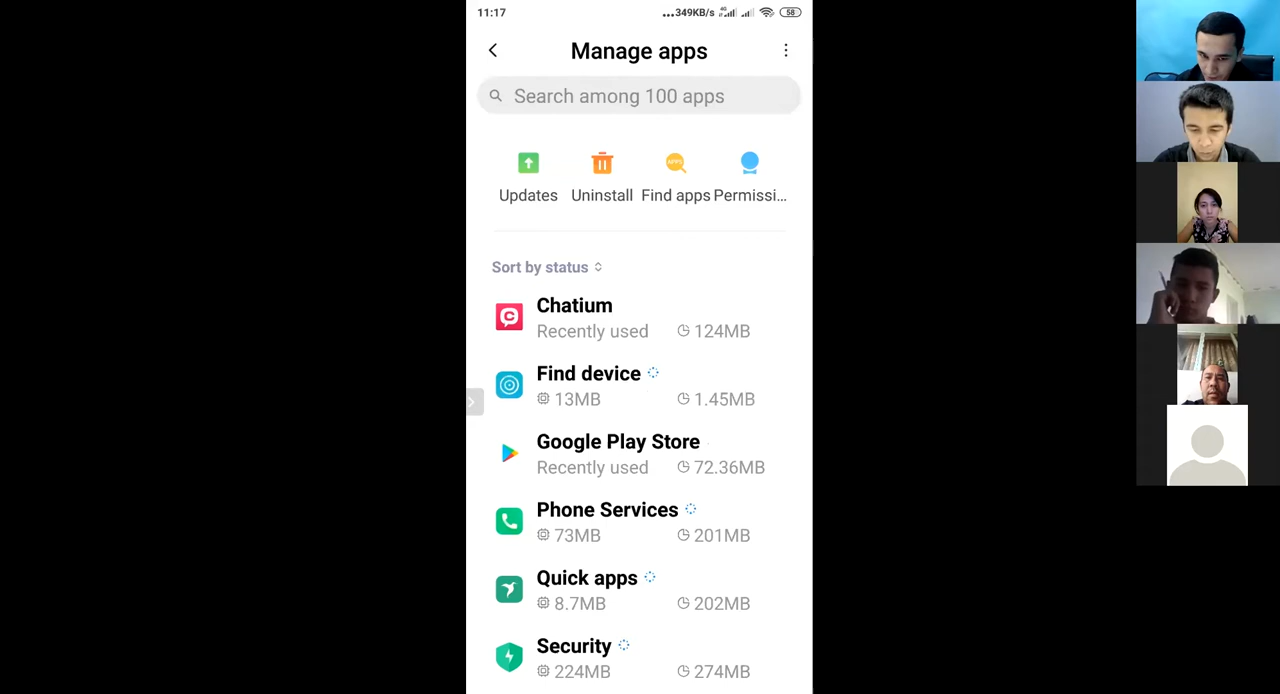 11:17
...349KB/s 4G 58
Manage apps
Search among 100 apps
APPS
Updates Uninstall Find apps Permissi...
Sort by status
Chatium
Recently used 124MB
Find device
13MB 1.45MB
Google Play Store
Recently used 72.36MB
Phone Services
73MB 201MB
Quick apps
8.7MB 202MB
Security
224MB 274MB